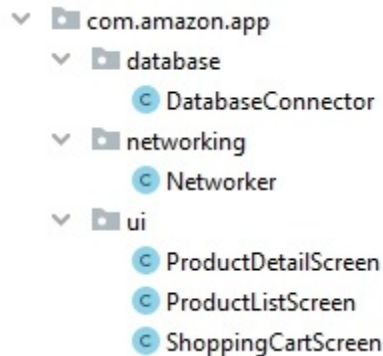 com.amazon.app
database
C DatabaseConnector
networking
C Networker
ui
C ProductDetailScreen
C ProductListScreen
C ShoppingCartScreen